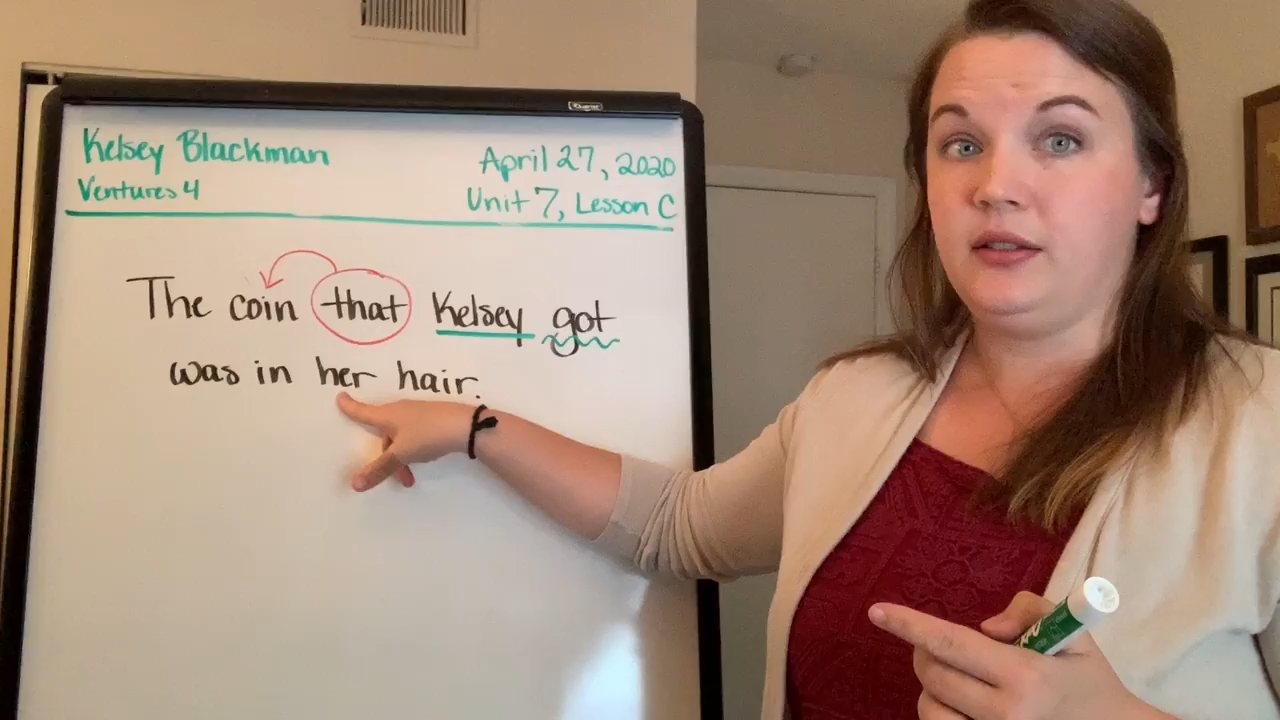 Quartet
Kelsey Blackman
April 27, 2020
Ventures 4
Unit 7, Lesson C
The coin that Kelsey got
was in her hair.